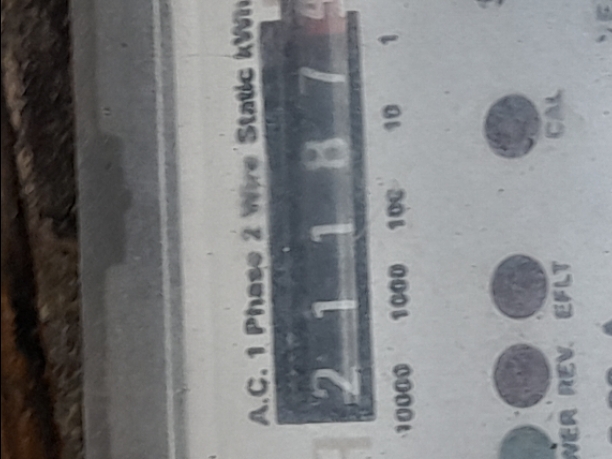 A.C. 1 Phase 2 Wire Static kWh
2 1 1 8 7
10000 1000 100 10 1
CAL
EFLT
REV.